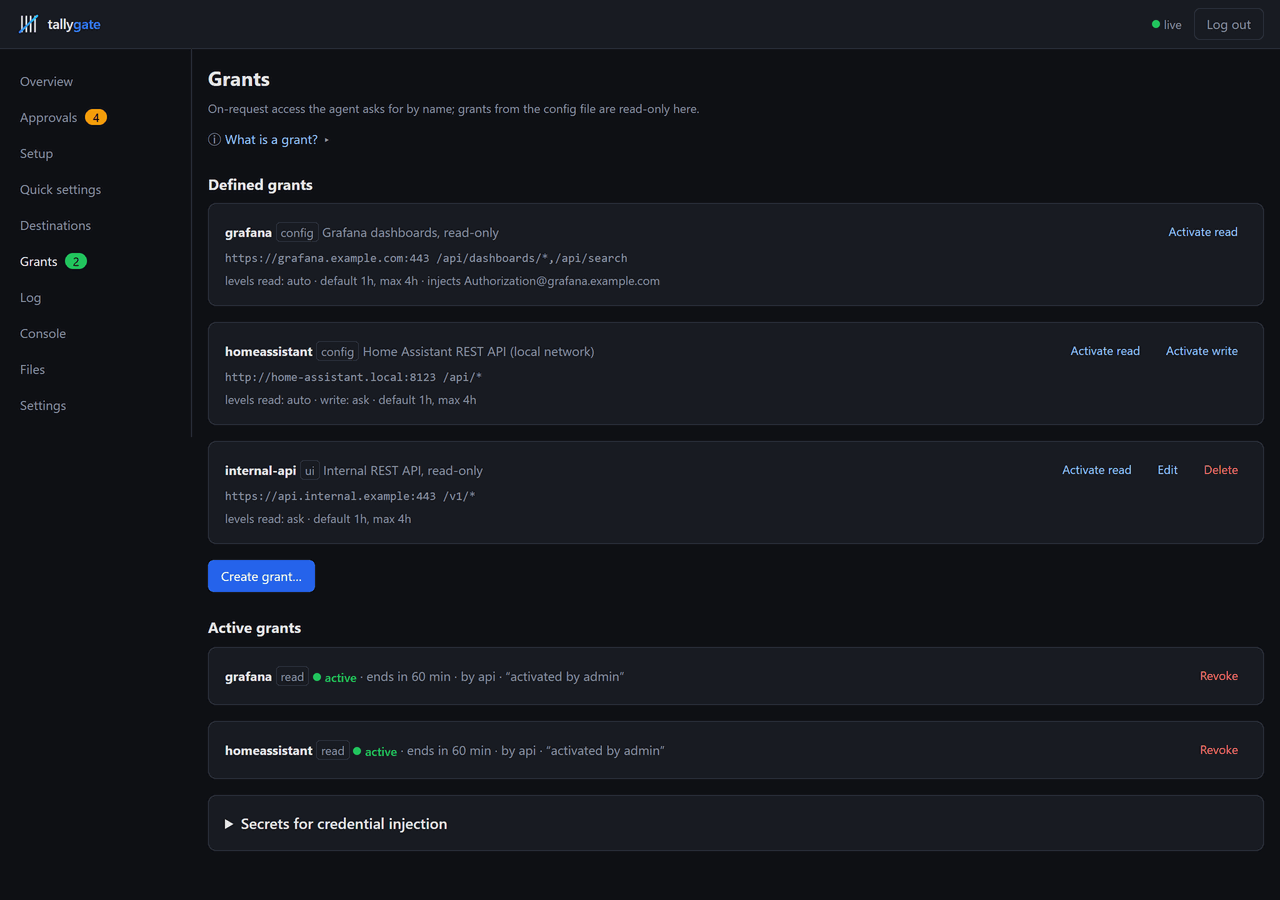 tallygate
live
Log out
Overview
Approvals 4
Setup
Quick settings
Destinations
Grants 2
Log
Console
Files
Settings
Grants
On-request access the agent asks for by name; grants from the config file are read-only here.
ⓘ What is a grant? ▸
Defined grants
grafana config Grafana dashboards, read-only Activate read
https://grafana.example.com:443 /api/dashboards/*,/api/search
levels read: auto · default 1h, max 4h · injects Authorization@grafana.example.com
homeassistant config Home Assistant REST API (local network) Activate read Activate write
http://home-assistant.local:8123 /api/*
levels read: auto · write: ask · default 1h, max 4h
internal-api ui Internal REST API, read-only Activate read Edit Delete
https://api.internal.example:443 /v1/*
levels read: ask · default 1h, max 4h
Create grant…
Active grants
grafana read active · ends in 60 min · by api · “activated by admin” Revoke
homeassistant read active · ends in 60 min · by api · “activated by admin” Revoke
▶ Secrets for credential injection